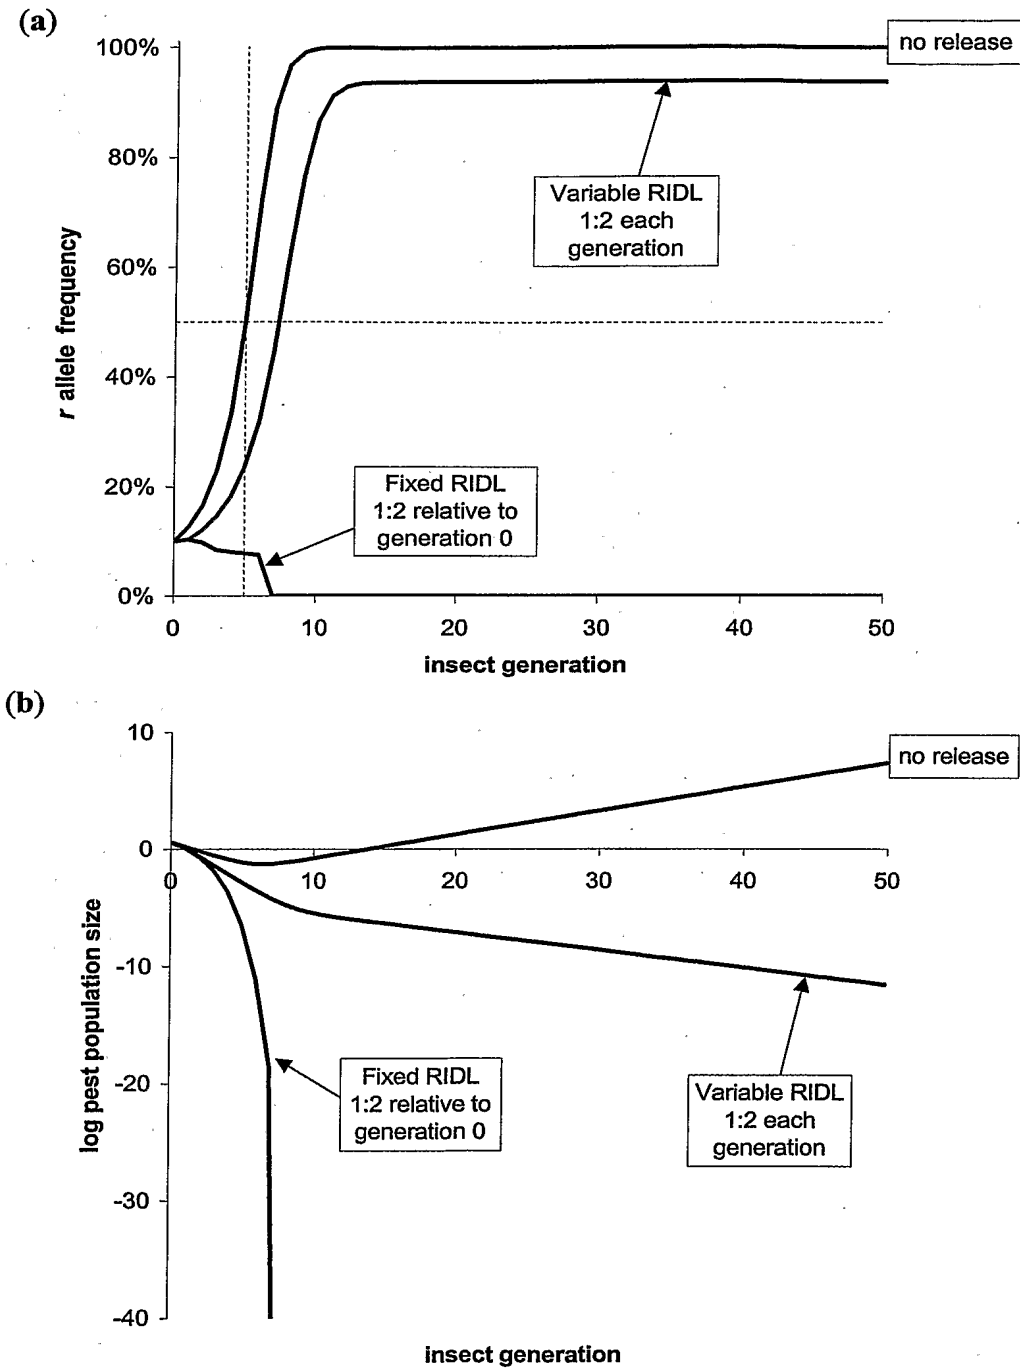 (a)
100%
no release
80%
Variable RIDL
1:2 each
generation
60%
r allele frequency
40%
20%
Fixed RIDL
1:2 relative to
generation 0
0%
0
10
20
30
40
50
insect generation
(b)
10
no release
0
0
10
20
30
40
50
log pest population size
-10
-20
Fixed RIDL
1:2 relative to
generation 0
Variable RIDL
1:2 each
generation
-30
-40
insect generation